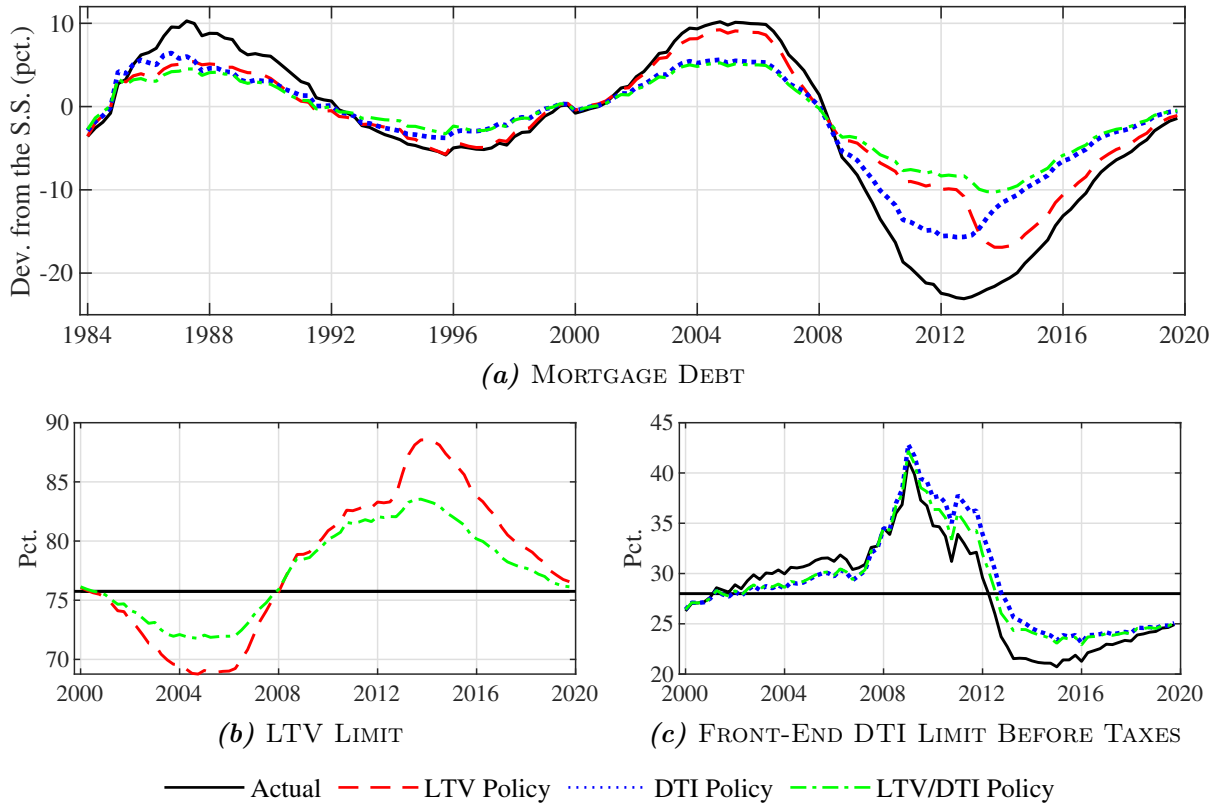 Dev. from the S.S. (pct.)
10
0
-10
-20
1984 1988 1992 1996 2000 2004 2008 2012 2016 2020
(a) MORTGAGE DEBT
Pct.
90
85
80
75
70
2000 2004 2008 2012 2016 2020
(b) LTV LIMIT
Pct.
45
40
35
30
25
20
2000 2004 2008 2012 2016 2020
(c) FRONT-END DTI LIMIT BEFORE TAXES
Actual LTV Policy DTI Policy LTV/DTI Policy